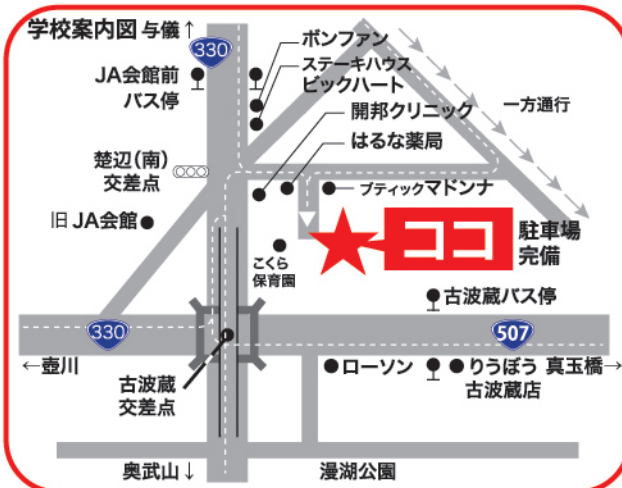 学校案内図 与儀↑
330
ボンファン
JA会館前
バス停
ステーキハウス
ビックハート
開邦クリニック
一方通行
はるな薬局
楚辺(南)
交差点
ブティックマドンナ
旧JA会館
ココ
駐車場
完備
こくら
保育園
古波蔵バス停
330
507
←壺川
ローソン
りうぼう
古波蔵店
真玉橋→
古波蔵
交差点
奥武山↓
漫湖公園